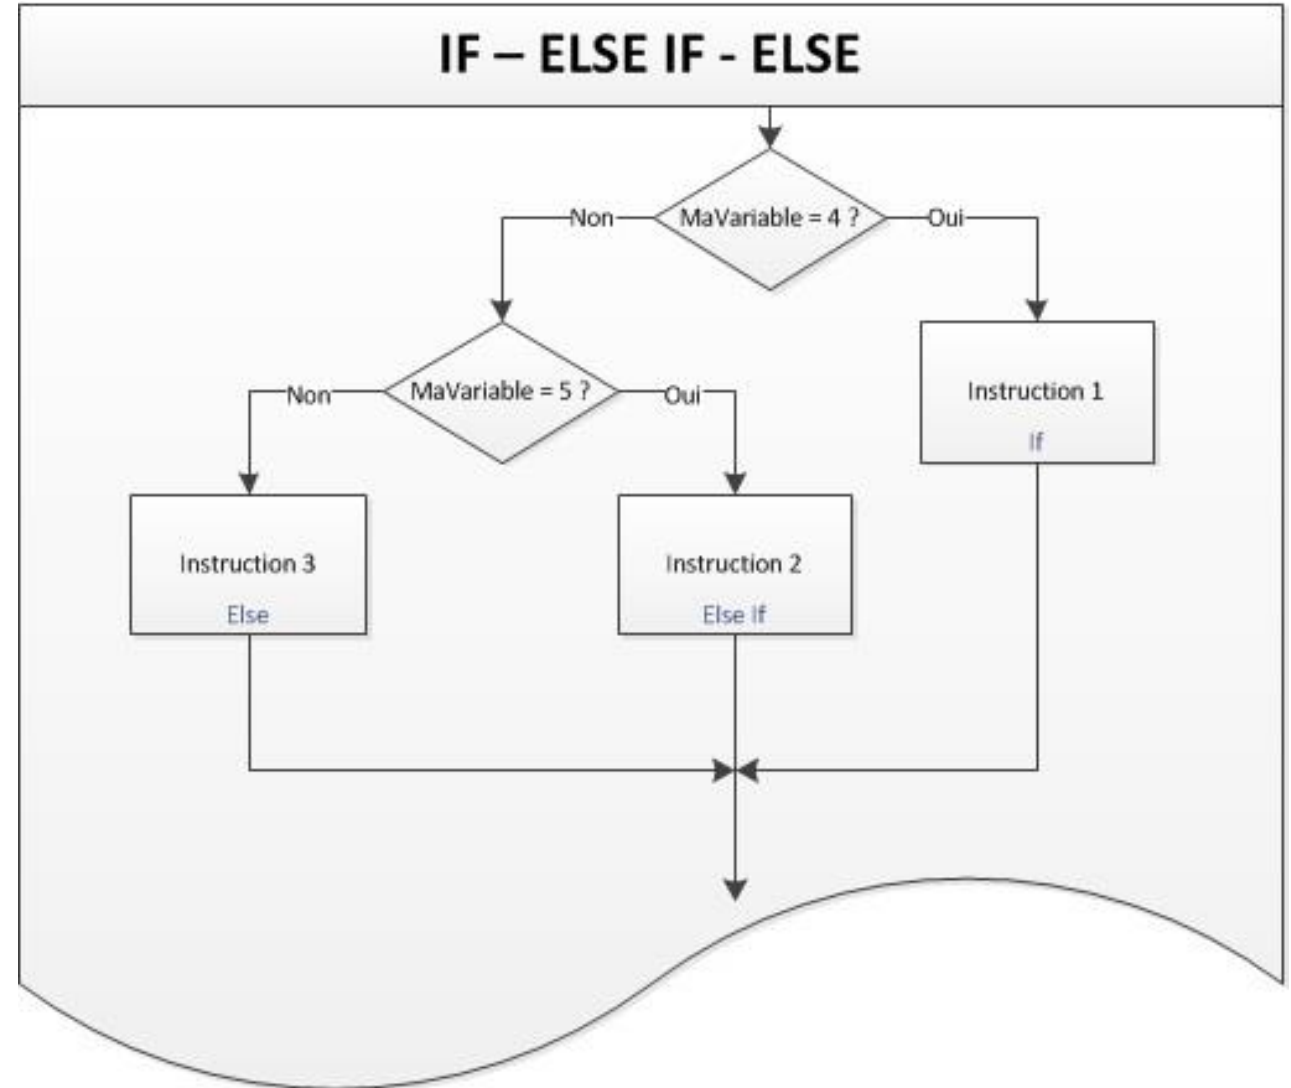 IF – ELSE IF - ELSE
Non
MaVariable = 4 ?
Oui
Non
MaVariable = 5 ?
Oui
Instruction 1
If
Instruction 3
Else
Instruction 2
Else If